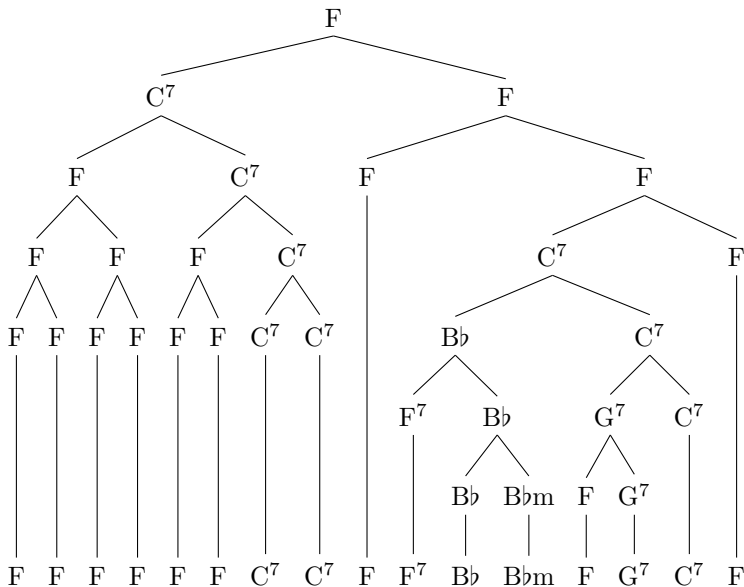 F
C⁷ F
F C⁷ F F
F F F C⁷ C⁷ F
F F F F F F C⁷ C⁷ B♭ C⁷
F⁷ B♭ G⁷ C⁷
B♭ B♭m F G⁷
F F F F F F C⁷ C⁷ F F⁷ B♭ B♭m F G⁷ C⁷ F